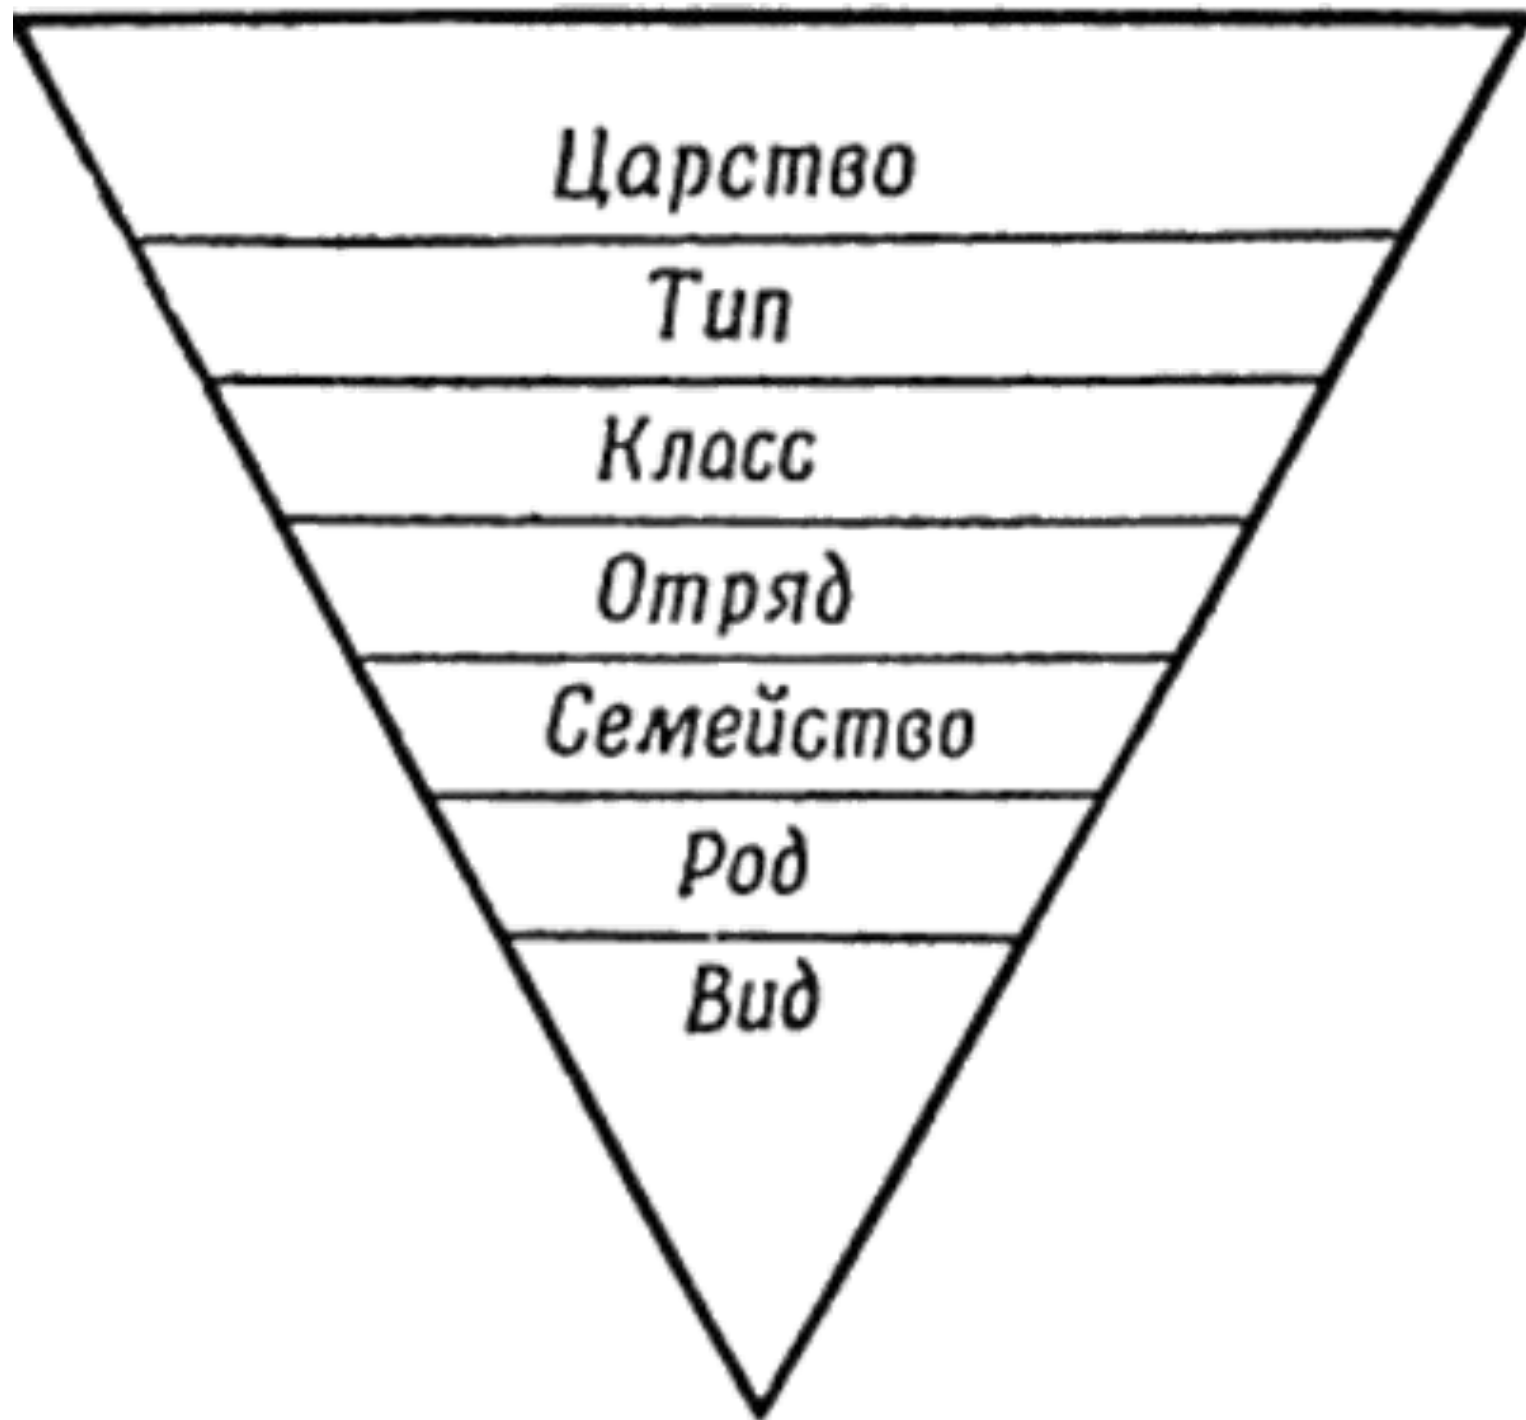 Царство
Тип
Класс
Отряд
Семейство
Род
Вид